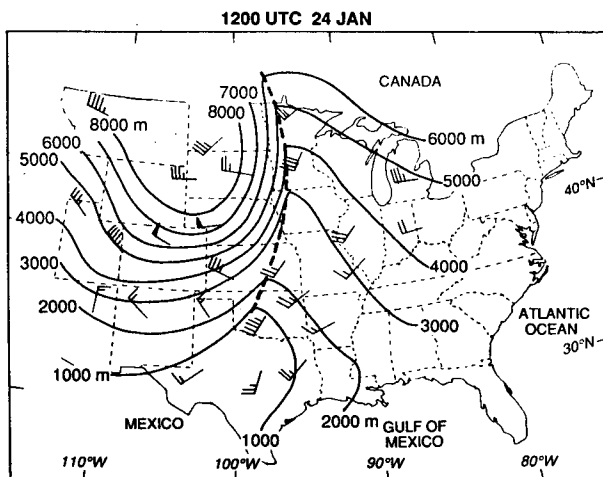 1200 UTC 24 JAN
CANADA
7000
8000
8000 m
6000
5000
4000
3000
2000
1000 m
6000 m
5000
4000
3000
2000 m
1000
40°N
30°N
ATLANTIC
OCEAN
MEXICO
GULF OF
MEXICO
110°W
100°W
90°W
80°W